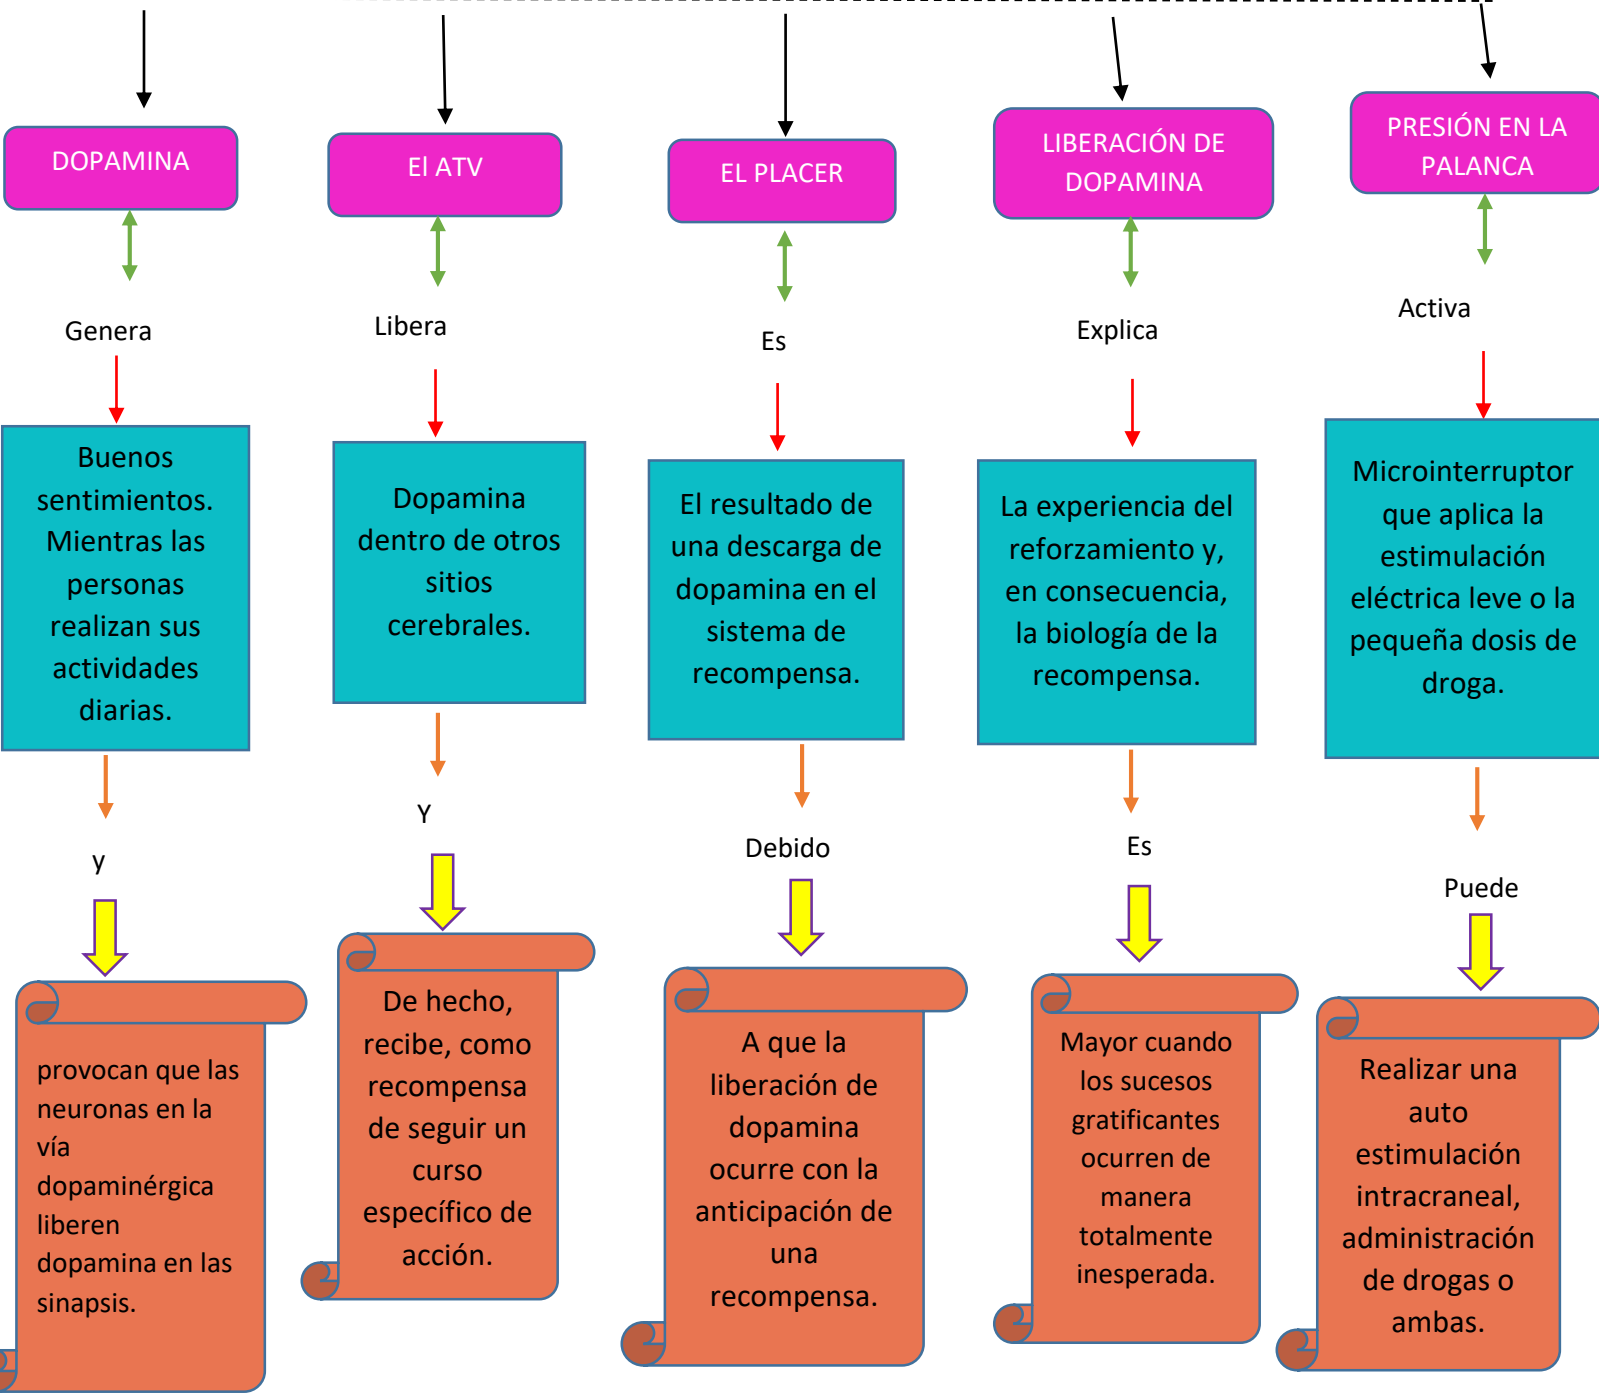 DOPAMINA
Genera
Buenos
sentimientos.
Mientras las
personas
realizan sus
actividades
diarias.
y
provocan que las
neuronas en la
vía
dopaminérgica
liberen
dopamina en las
sinapsis.
El ATV
Libera
Dopamina
dentro de otros
sitios
cerebrales.
Y
De hecho,
recibe, como
recompensa
de seguir un
curso
específico de
acción.
EL PLACER
Es
El resultado de
una descarga de
dopamina en el
sistema de
recompensa.
Debido
A que la
liberación de
dopamina
ocurre con la
anticipación de
una
recompensa.
LIBERACIÓN DE
DOPAMINA
Explica
La experiencia del
reforzamiento y,
en consecuencia,
la biología de la
recompensa.
Es
Mayor cuando
los sucesos
gratificantes
ocurren de
manera
totalmente
inesperada.
PRESIÓN EN LA
PALANCA
Activa
Microinterruptor
que aplica la
estimulación
eléctrica leve o la
pequeña dosis de
droga.
Puede
Realizar una
auto
estimulación
intracraneal,
administración
de drogas o
ambas.